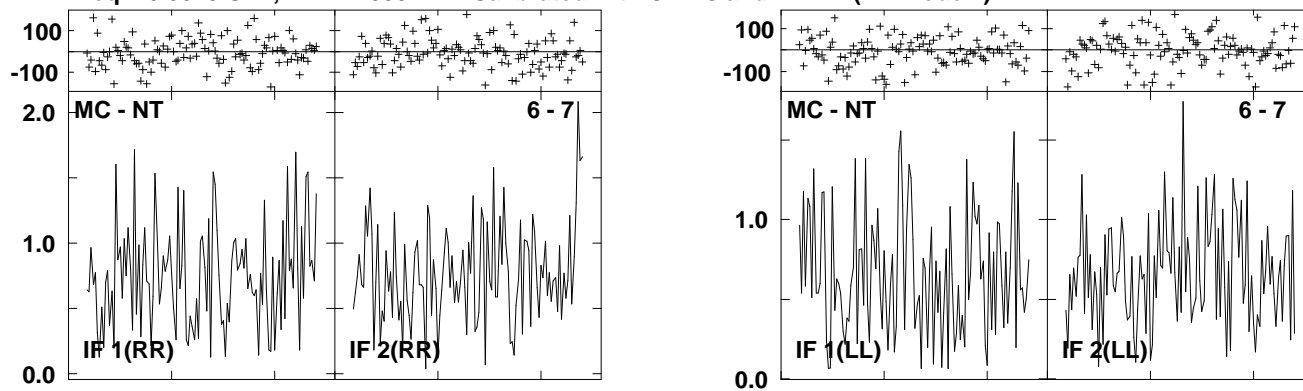 100
-100
MC - NT
6 - 7
2.0
1.0
0.0
IF 1(RR)
IF 2(RR)
100
-100
MC - NT
6 - 7
1.0
0.0
IF 1(LL)
IF 2(LL)